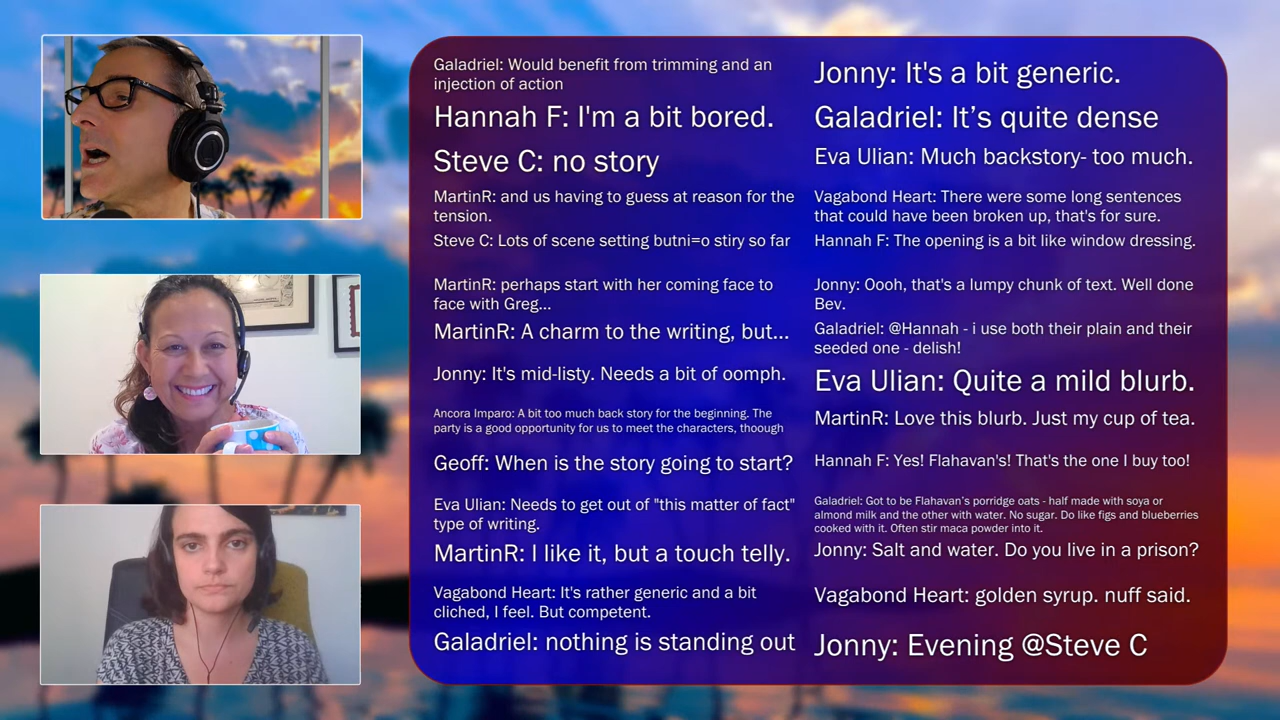 Galadriel: Would benefit from trimming and an
injection of action
Hannah F: I'm a bit bored.
Steve C: no story
MartinR: and us having to guess at reason for the
tension.
Steve C: Lots of scene setting butni=o stiry so far
MartinR: perhaps start with her coming face to
face with Greg...
MartinR: A charm to the writing, but...
Jonny: It's mid-listy. Needs a bit of oomph.
Ancora Imparo: A bit too much back story for the beginning. The
party is a good opportunity for us to meet the characters, thoough
Geoff: When is the story going to start?
Eva Ulian: Needs to get out of "this matter of fact"
type of writing.
MartinR: I like it, but a touch telly.
Vagabond Heart: It's rather generic and a bit
cliched, I feel. But competent.
Galadriel: nothing is standing out
Jonny: It's a bit generic.
Galadriel: It’s quite dense
Eva Ulian: Much backstory- too much.
Vagabond Heart: There were some long sentences
that could have been broken up, that's for sure.
Hannah F: The opening is a bit like window dressing.
Jonny: Oooh, that's a lumpy chunk of text. Well done
Bev.
Galadriel: @Hannah - i use both their plain and their
seeded one - delish!
Eva Ulian: Quite a mild blurb.
MartinR: Love this blurb. Just my cup of tea.
Hannah F: Yes! Flahavan's! That's the one I buy too!
Galadriel: Got to be Flahavan’s porridge oats - half made with soya or
almond milk and the other with water. No sugar. Do like figs and blueberries
cooked with it. Often stir maca powder into it.
Jonny: Salt and water. Do you live in a prison?
Vagabond Heart: golden syrup. nuff said.
Jonny: Evening @Steve C